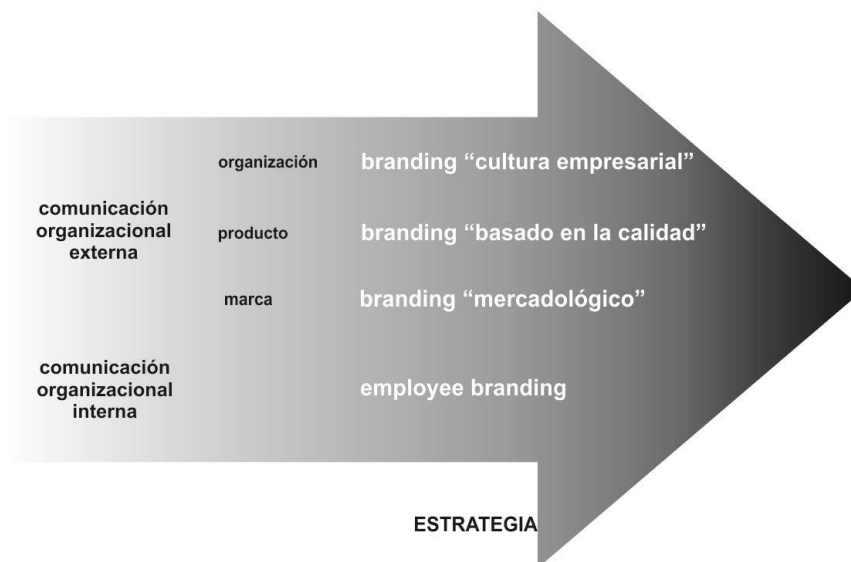 organización branding “cultura empresarial”
comunicación
organizacional
externa
producto branding “basado en la calidad”
marca branding “mercadológico”
comunicación
organizacional
interna
employee branding
ESTRATEGIA